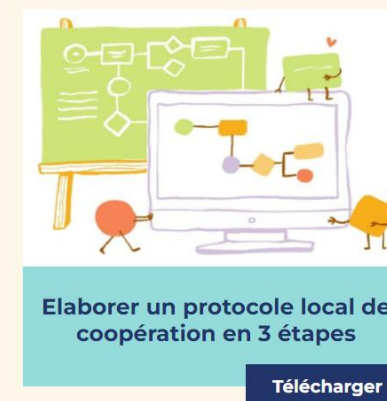 Elaborer un protocole local de
coopération en 3 étapes
Télécharger